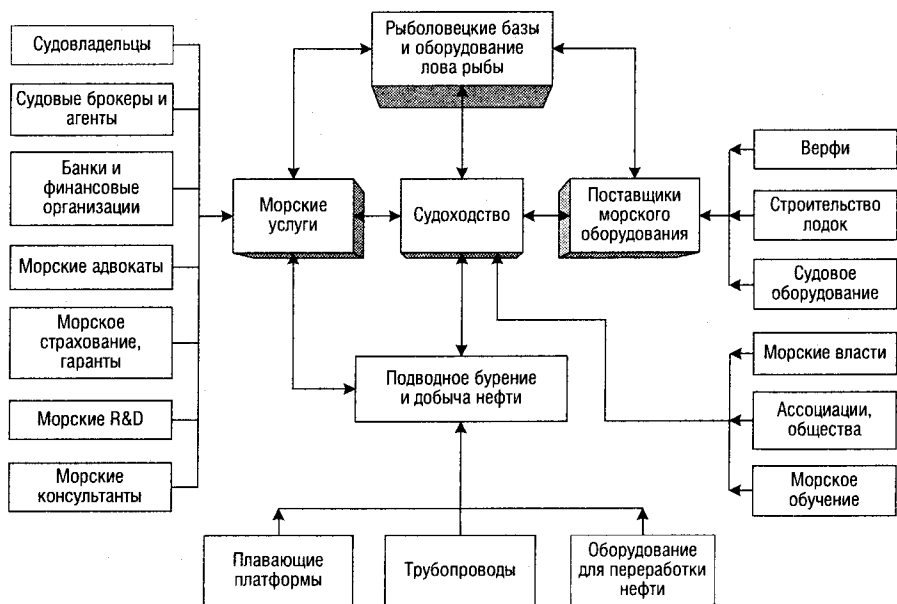 Рыболовецкие базы
и оборудование
лова рыбы
Судовладельцы
Судовые брокеры и
агенты
Банки и
финансовые
организации
Морские адвокаты
Морское
страхование,
гаранты
Морские R&D
Морские
консультанты
Морские
услуги
Судоходство
Поставщики
морского
оборудования
Верфи
Строительство
лодок
Судовое
оборудование
Морские власти
Ассоциации,
общества
Морское
обучение
Подводное бурение
и добыча нефти
Плавающие
платформы
Трубопроводы
Оборудование
для переработки
нефти